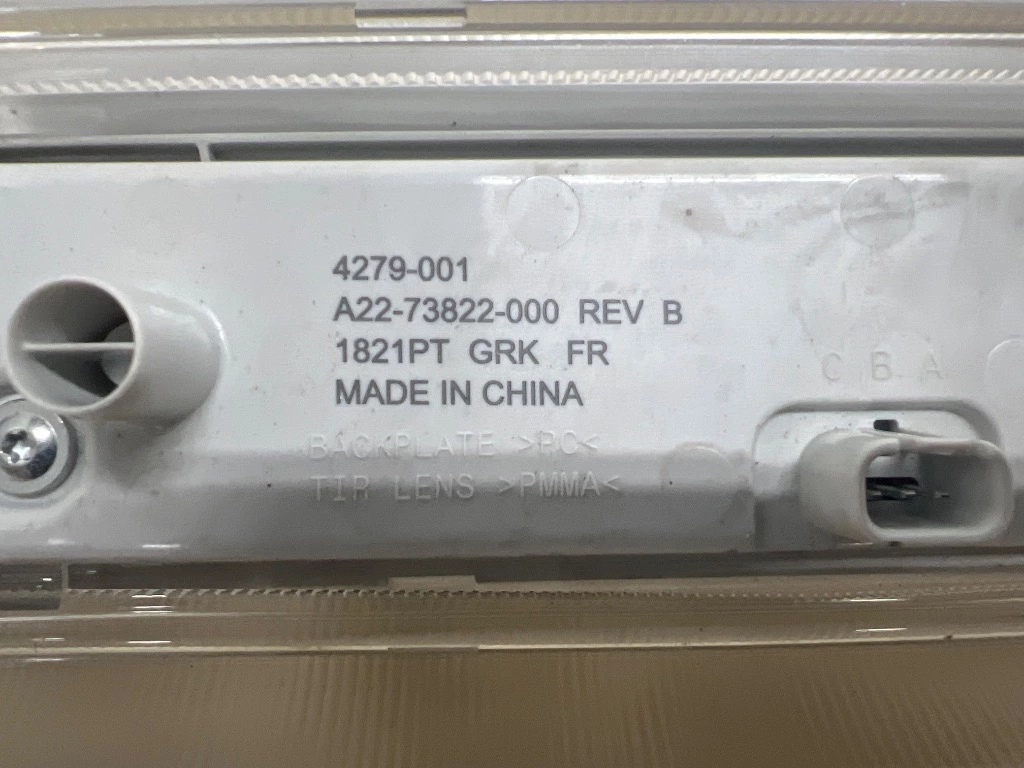 4279-001
A22-73822-000 REV B
1821PT GRK FR
MADE IN CHINA
BACKPLATE >PC<
TIR LENS >PMMA<
C B A